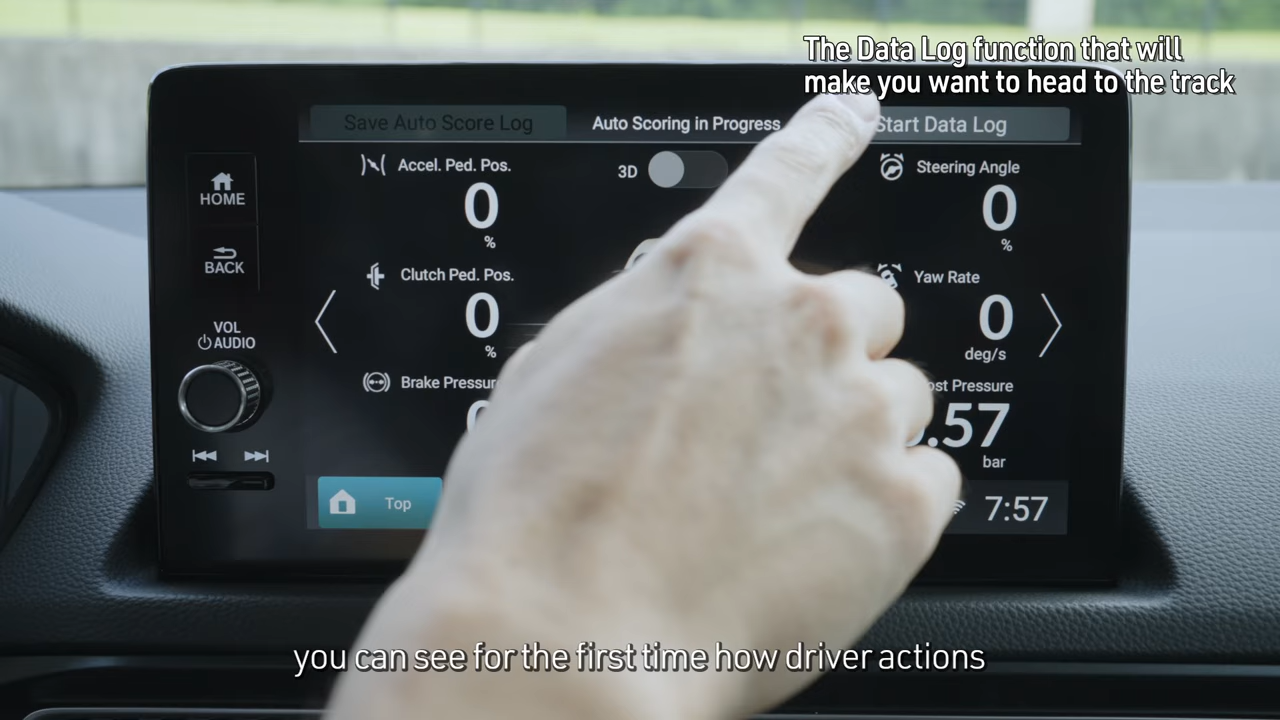 The Data Log function that will
make you want to head to the track
Save Auto Score Log
Auto Scoring in Progress
Start Data Log
HOME
BACK
VOL
AUDIO
Accel. Ped. Pos.
0
%
3D
Steering Angle
0
%
Clutch Ped. Pos.
0
%
Yaw Rate
0
deg/s
Brake
Pressure
.57
bar
Top
7:57
you can see for the first time how driver actions